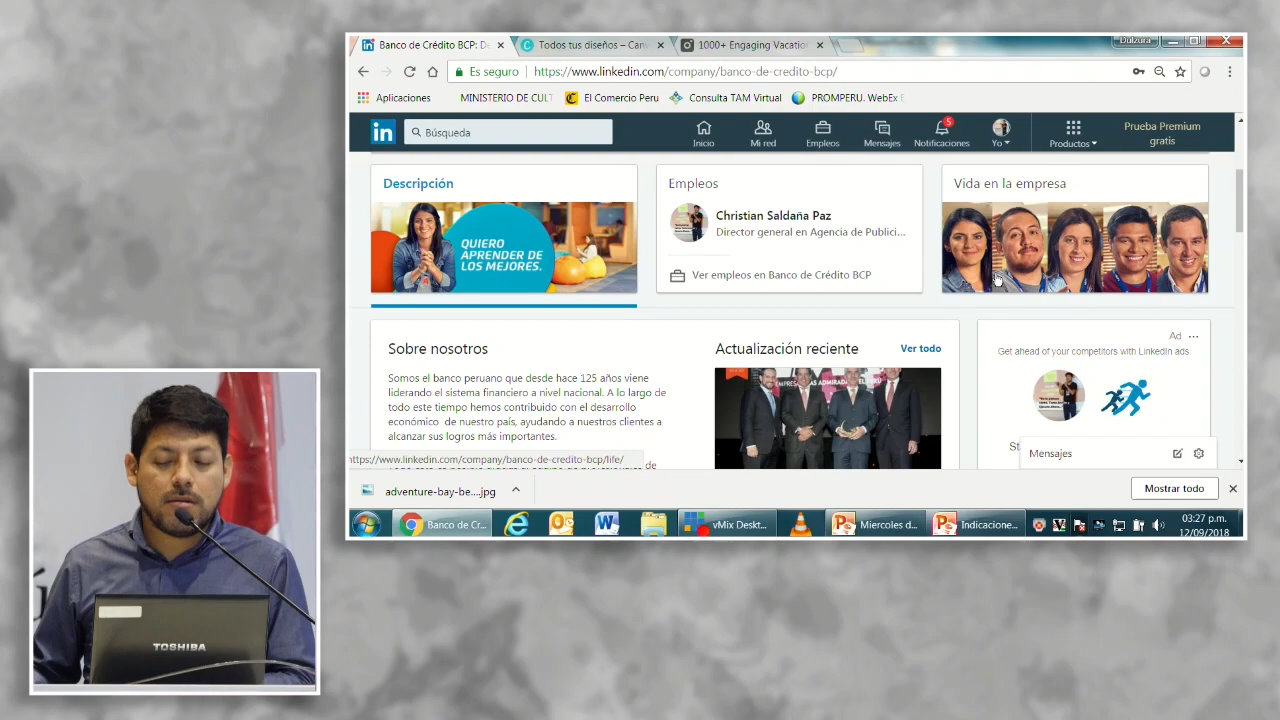 Banco de Crédito BCP: D
Todos tus diseños – Can
1000+ Engaging Vacatio
Dulzura
Es seguro
https://www.linkedin.com/company/banco-de-credito-bcp/
Aplicaciones
MINISTERIO DE CULT
El Comercio Peru
Consulta TAM Virtual
PROMPERU. WebEx E
in
Búsqueda
Inicio
Mi red
Empleos
Mensajes
5
Notificaciones
Yo
Productos
Prueba Premium
gratis
Descripción
QUIERO
APRENDER DE
LOS MEJORES.
Empleos
Christian Saldaña Paz
Director general en Agencia de Publici...
Ver empleos en Banco de Crédito BCP
Vida en la empresa
Sobre nosotros
Somos el banco peruano que desde hace 125 años viene
liderando el sistema financiero a nivel nacional. A lo largo de
todo este tiempo hemos contribuido con el desarrollo
económico de nuestro país, ayudando a nuestros clientes a
alcanzar sus logros más importantes.
Actualización reciente
Ver todo
Ad
Get ahead of your competitors with LinkedIn ads
St
Mensajes
https://www.linkedin.com/company/banco-de-credito-bcp/life/
de
adventure-bay-be....jpg
Mostrar todo
Banco de Cr...
vMix Deskt...
Miercoles d...
Indicacione...
03:27 p.m.
12/09/2018
TOSHIBA